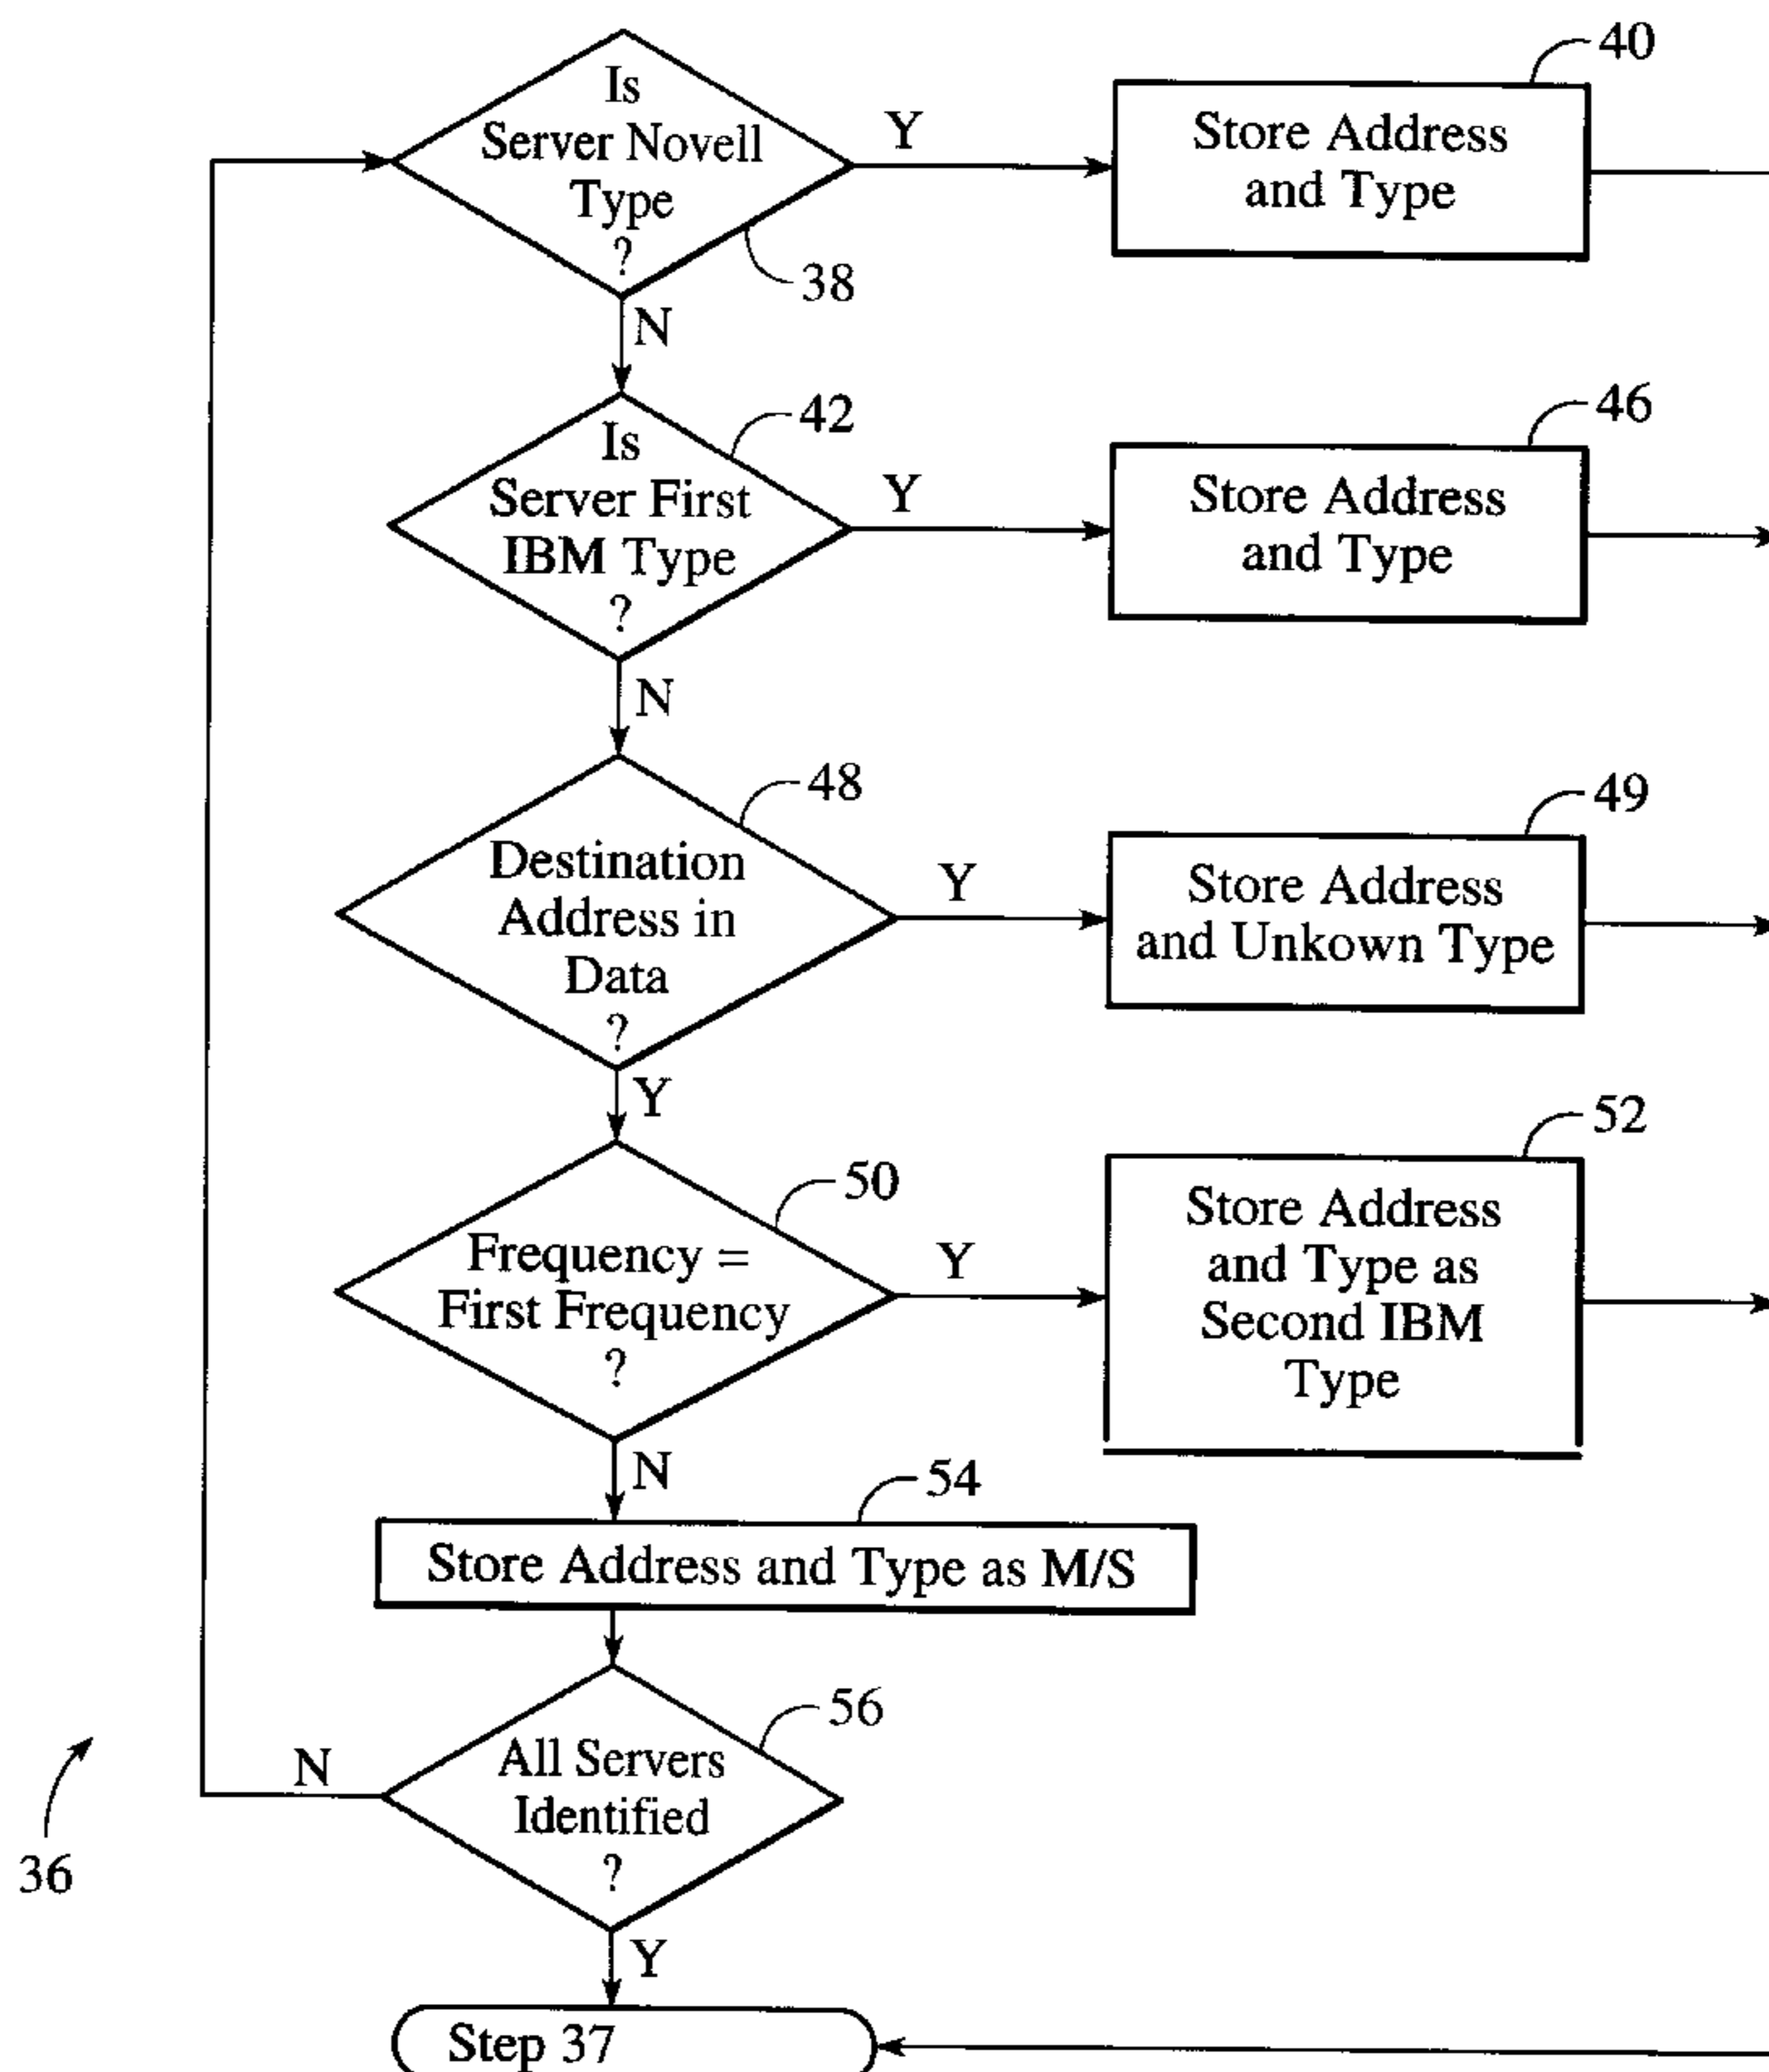 Is
Server Novell
Type
?
38
Y
40
Store Address
and Type
N
42
Is
Server First
IBM Type
?
Y
46
Store Address
and Type
N
48
Destination
Address in
Data
?
Y
49
Store Address
and Unkown Type
Y
50
Frequency =
First Frequency
?
Y
52
Store Address
and Type as
Second IBM
Type
N
54
Store Address and Type as M/S
56
All Servers
Identified
?
N
36
Y
Step 37